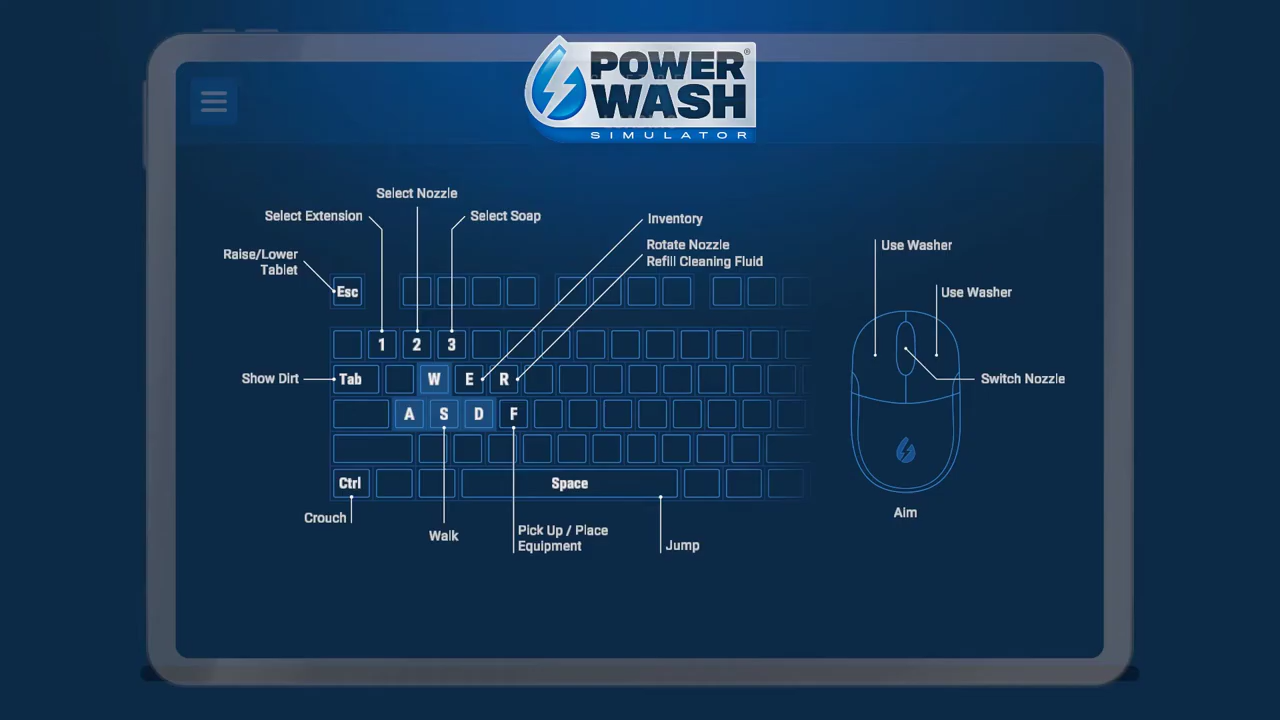 POWER
WASH
SIMULATOR
Select Nozzle
Select Extension
Select Soap
Inventory
Raise/Lower
Tablet
Rotate Nozzle
Refill Cleaning Fluid
Use Washer
Use Washer
Esc
1 2 3
Show Dirt
Tab W E R
Switch Nozzle
A S D F
Ctrl Space
Crouch
Walk
Pick Up / Place
Equipment
Jump
Aim